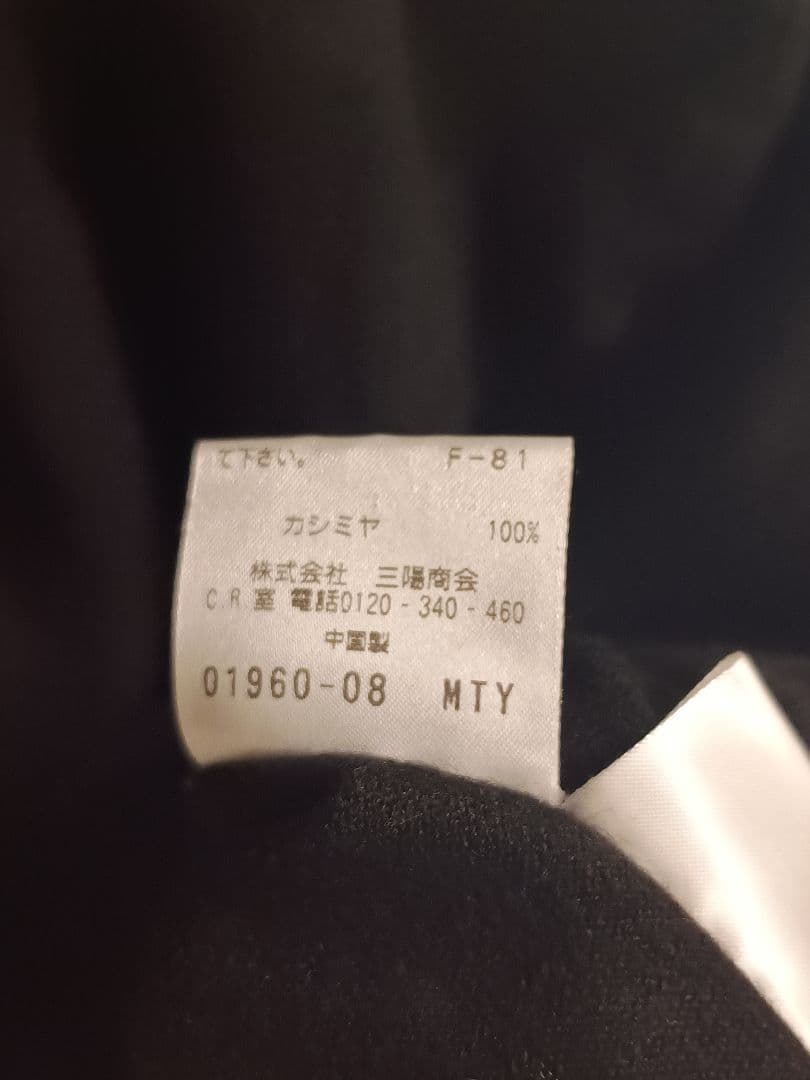 て下さい。 F-81
カシミヤ 100%
株式会社 三陽商会
C.R室 電話0120-340-460
中国製
01960-08 MTY